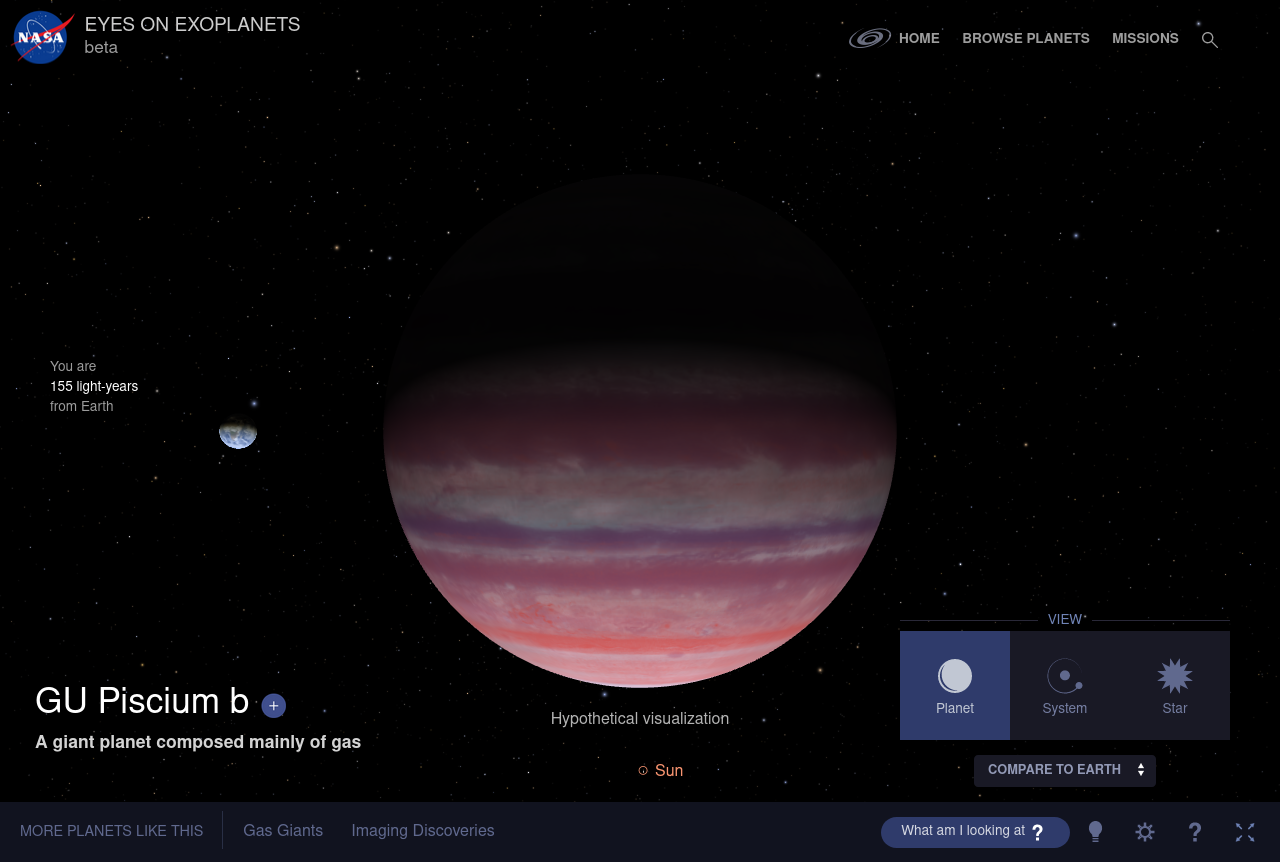 NASA
EYES ON EXOPLANETS
beta
HOME
BROWSE PLANETS
MISSIONS
You are
155 light-years
from Earth
GU Piscium b +
A giant planet composed mainly of gas
Hypothetical visualization
Sun
VIEW
Planet
System
Star
COMPARE TO EARTH
MORE PLANETS LIKE THIS
Gas Giants
Imaging Discoveries
What am I looking at ?
?